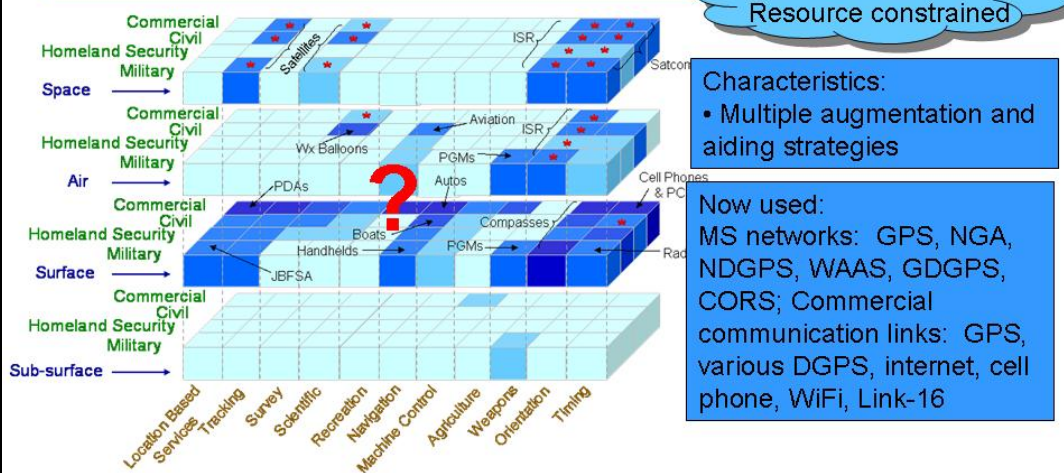 Resource constrained
Commercial
Civil
Homeland Security
Military
Space
Satellites
ISR
Commercial
Civil
Homeland Security
Military
Air
Wx Balloons
Aviation
ISR
PGMs
Commercial
Civil
Homeland Security
Military
Surface
PDAs
?
Autos
Boats
Handhelds
JBFSA
Compasses
PGMs
Cell Phones
Commercial
Civil
Homeland Security
Military
Sub-surface
Location Based
Services
Tracking
Survey
Scientific
Recreation
Navigation
Machine Control
Agriculture
Weapons
Orientation
Timing
Characteristics:
• Multiple augmentation and
aiding strategies
Now used:
MS networks: GPS, NGA,
NDGPS, WAAS, GDGPS,
CORS; Commercial
communication links: GPS,
various DGPS, internet, cell
phone, WiFi, Link-16